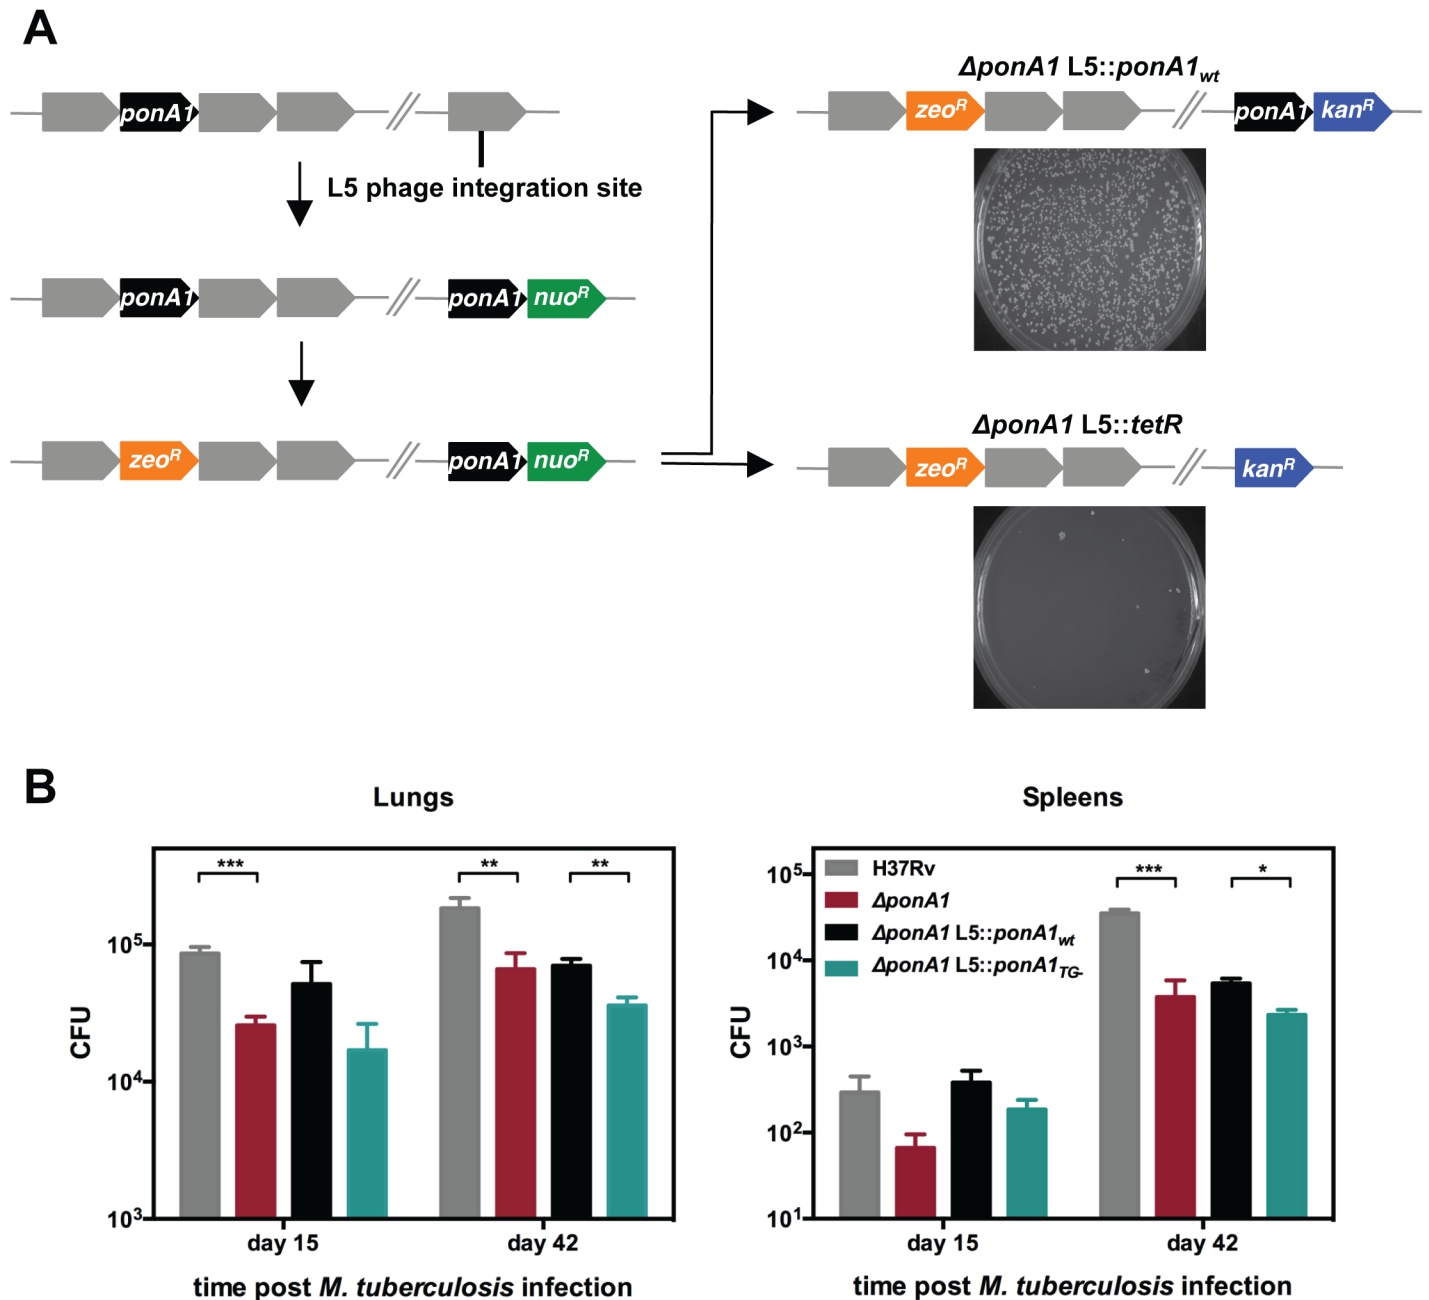 A
ponA1
L5 phage integration site
ponA1 ponA1 nuoᴿ
zeoᴿ ponA1 nuoᴿ
ΔponA1 L5::ponA1wt
zeoᴿ ponA1 kanᴿ
ΔponA1 L5::tetR
zeoᴿ kanᴿ
B
Lungs
*** ** **
10⁵
10⁴
10³
CFU
day 15 day 42
time post M. tuberculosis infection
Spleens
H37Rv
ΔponA1
ΔponA1 L5::ponA1wt
ΔponA1 L5::ponA1TG-
*** *
10⁵
10⁴
10³
10²
10¹
CFU
day 15 day 42
time post M. tuberculosis infection